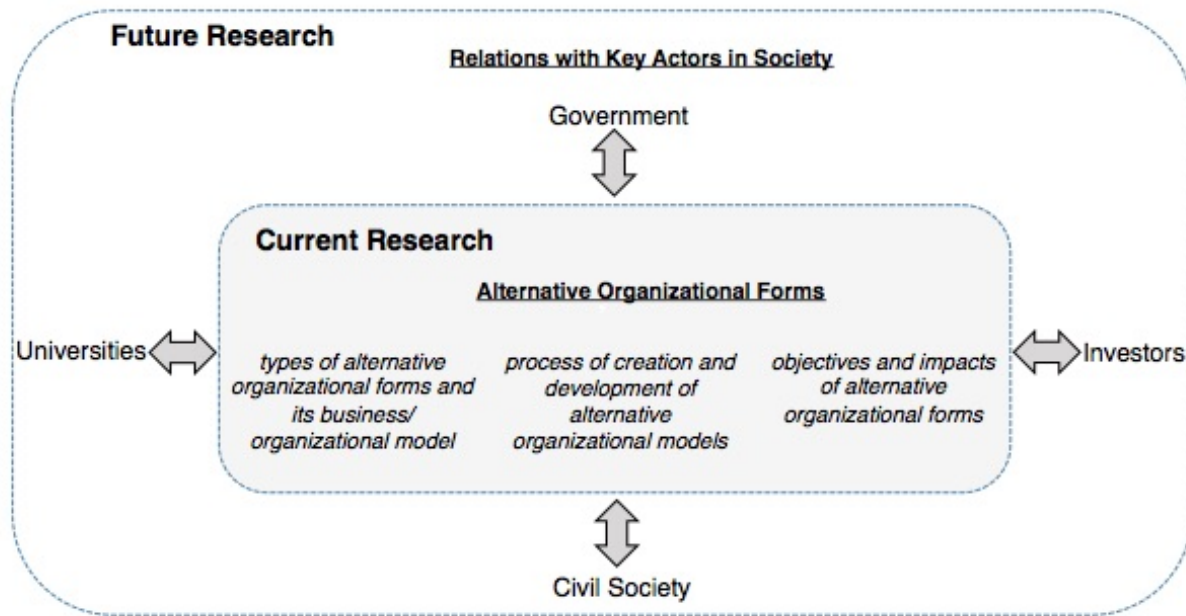 Future Research
Relations with Key Actors in Society
Government
Current Research
Alternative Organizational Forms
Universities
types of alternative
organizational forms and
its business/
organizational model
process of creation and
development of
alternative
organizational models
objectives and impacts
of alternative
organizational forms
Investors
Civil Society